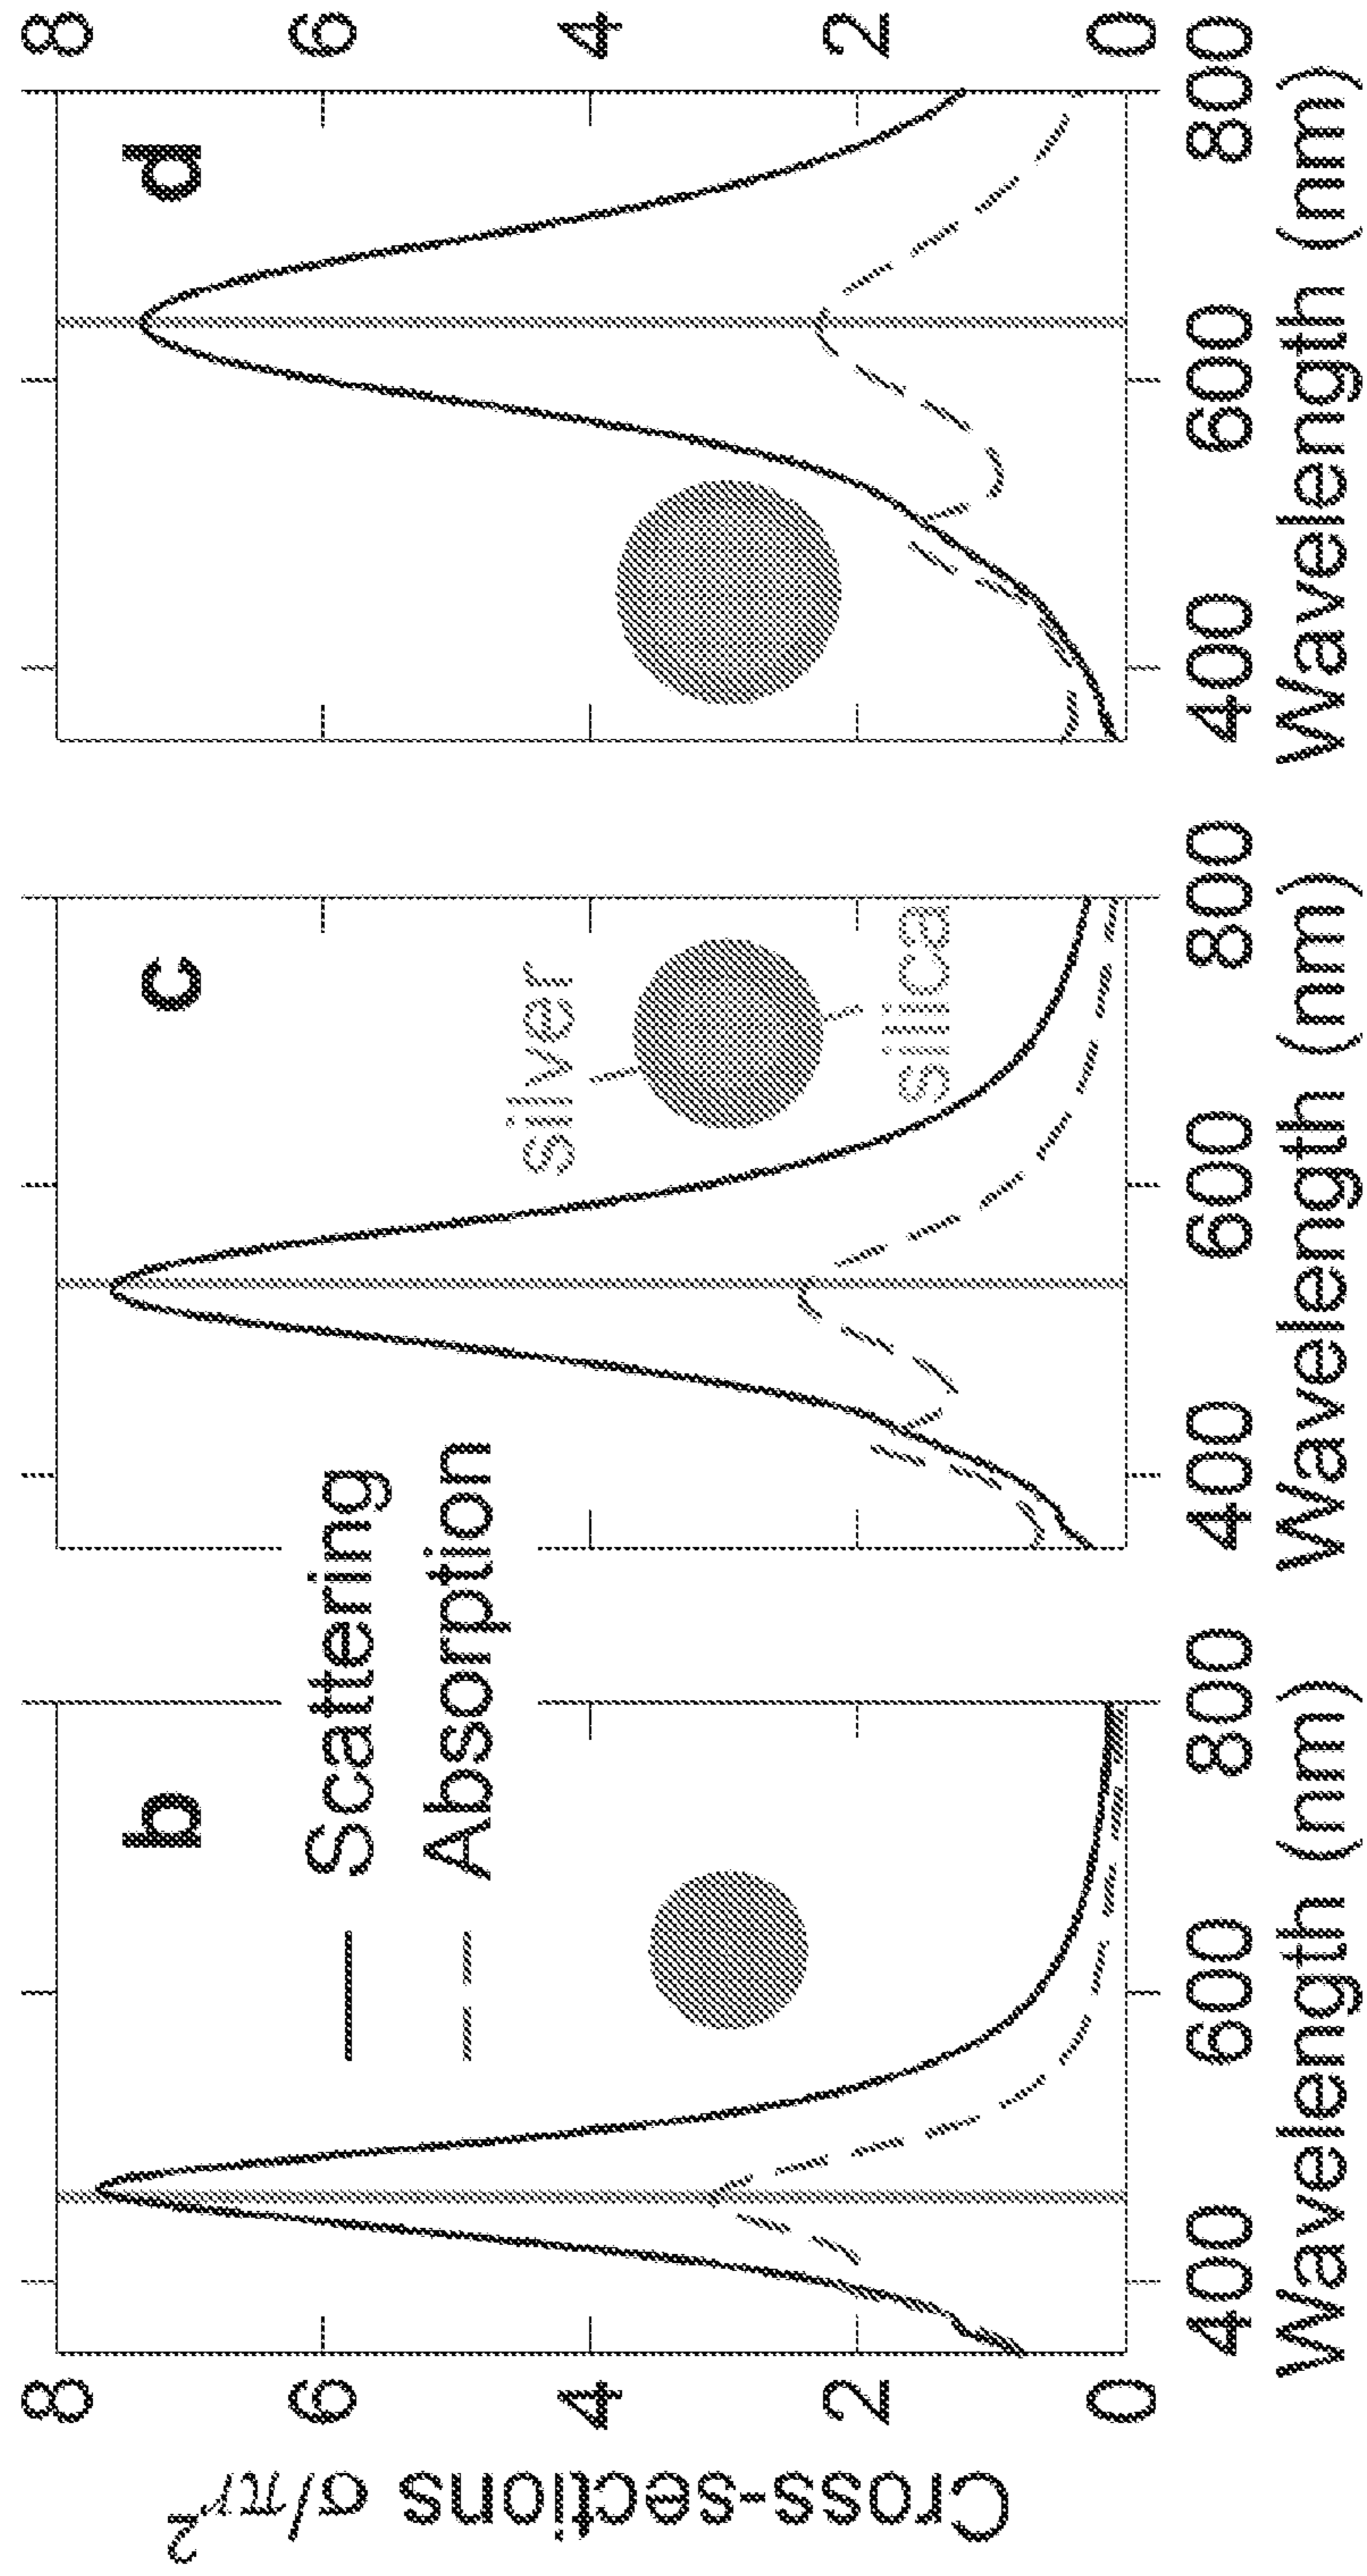 Cross-sections σ/πr²
8
6
4
2
0
b
Scattering
Absorption
400
600
800
Wavelength (nm)
c
silver
sillica
400
600
800
Wavelength (nm)
d
400
600
800
Wavelength (nm)
8
6
4
2
0